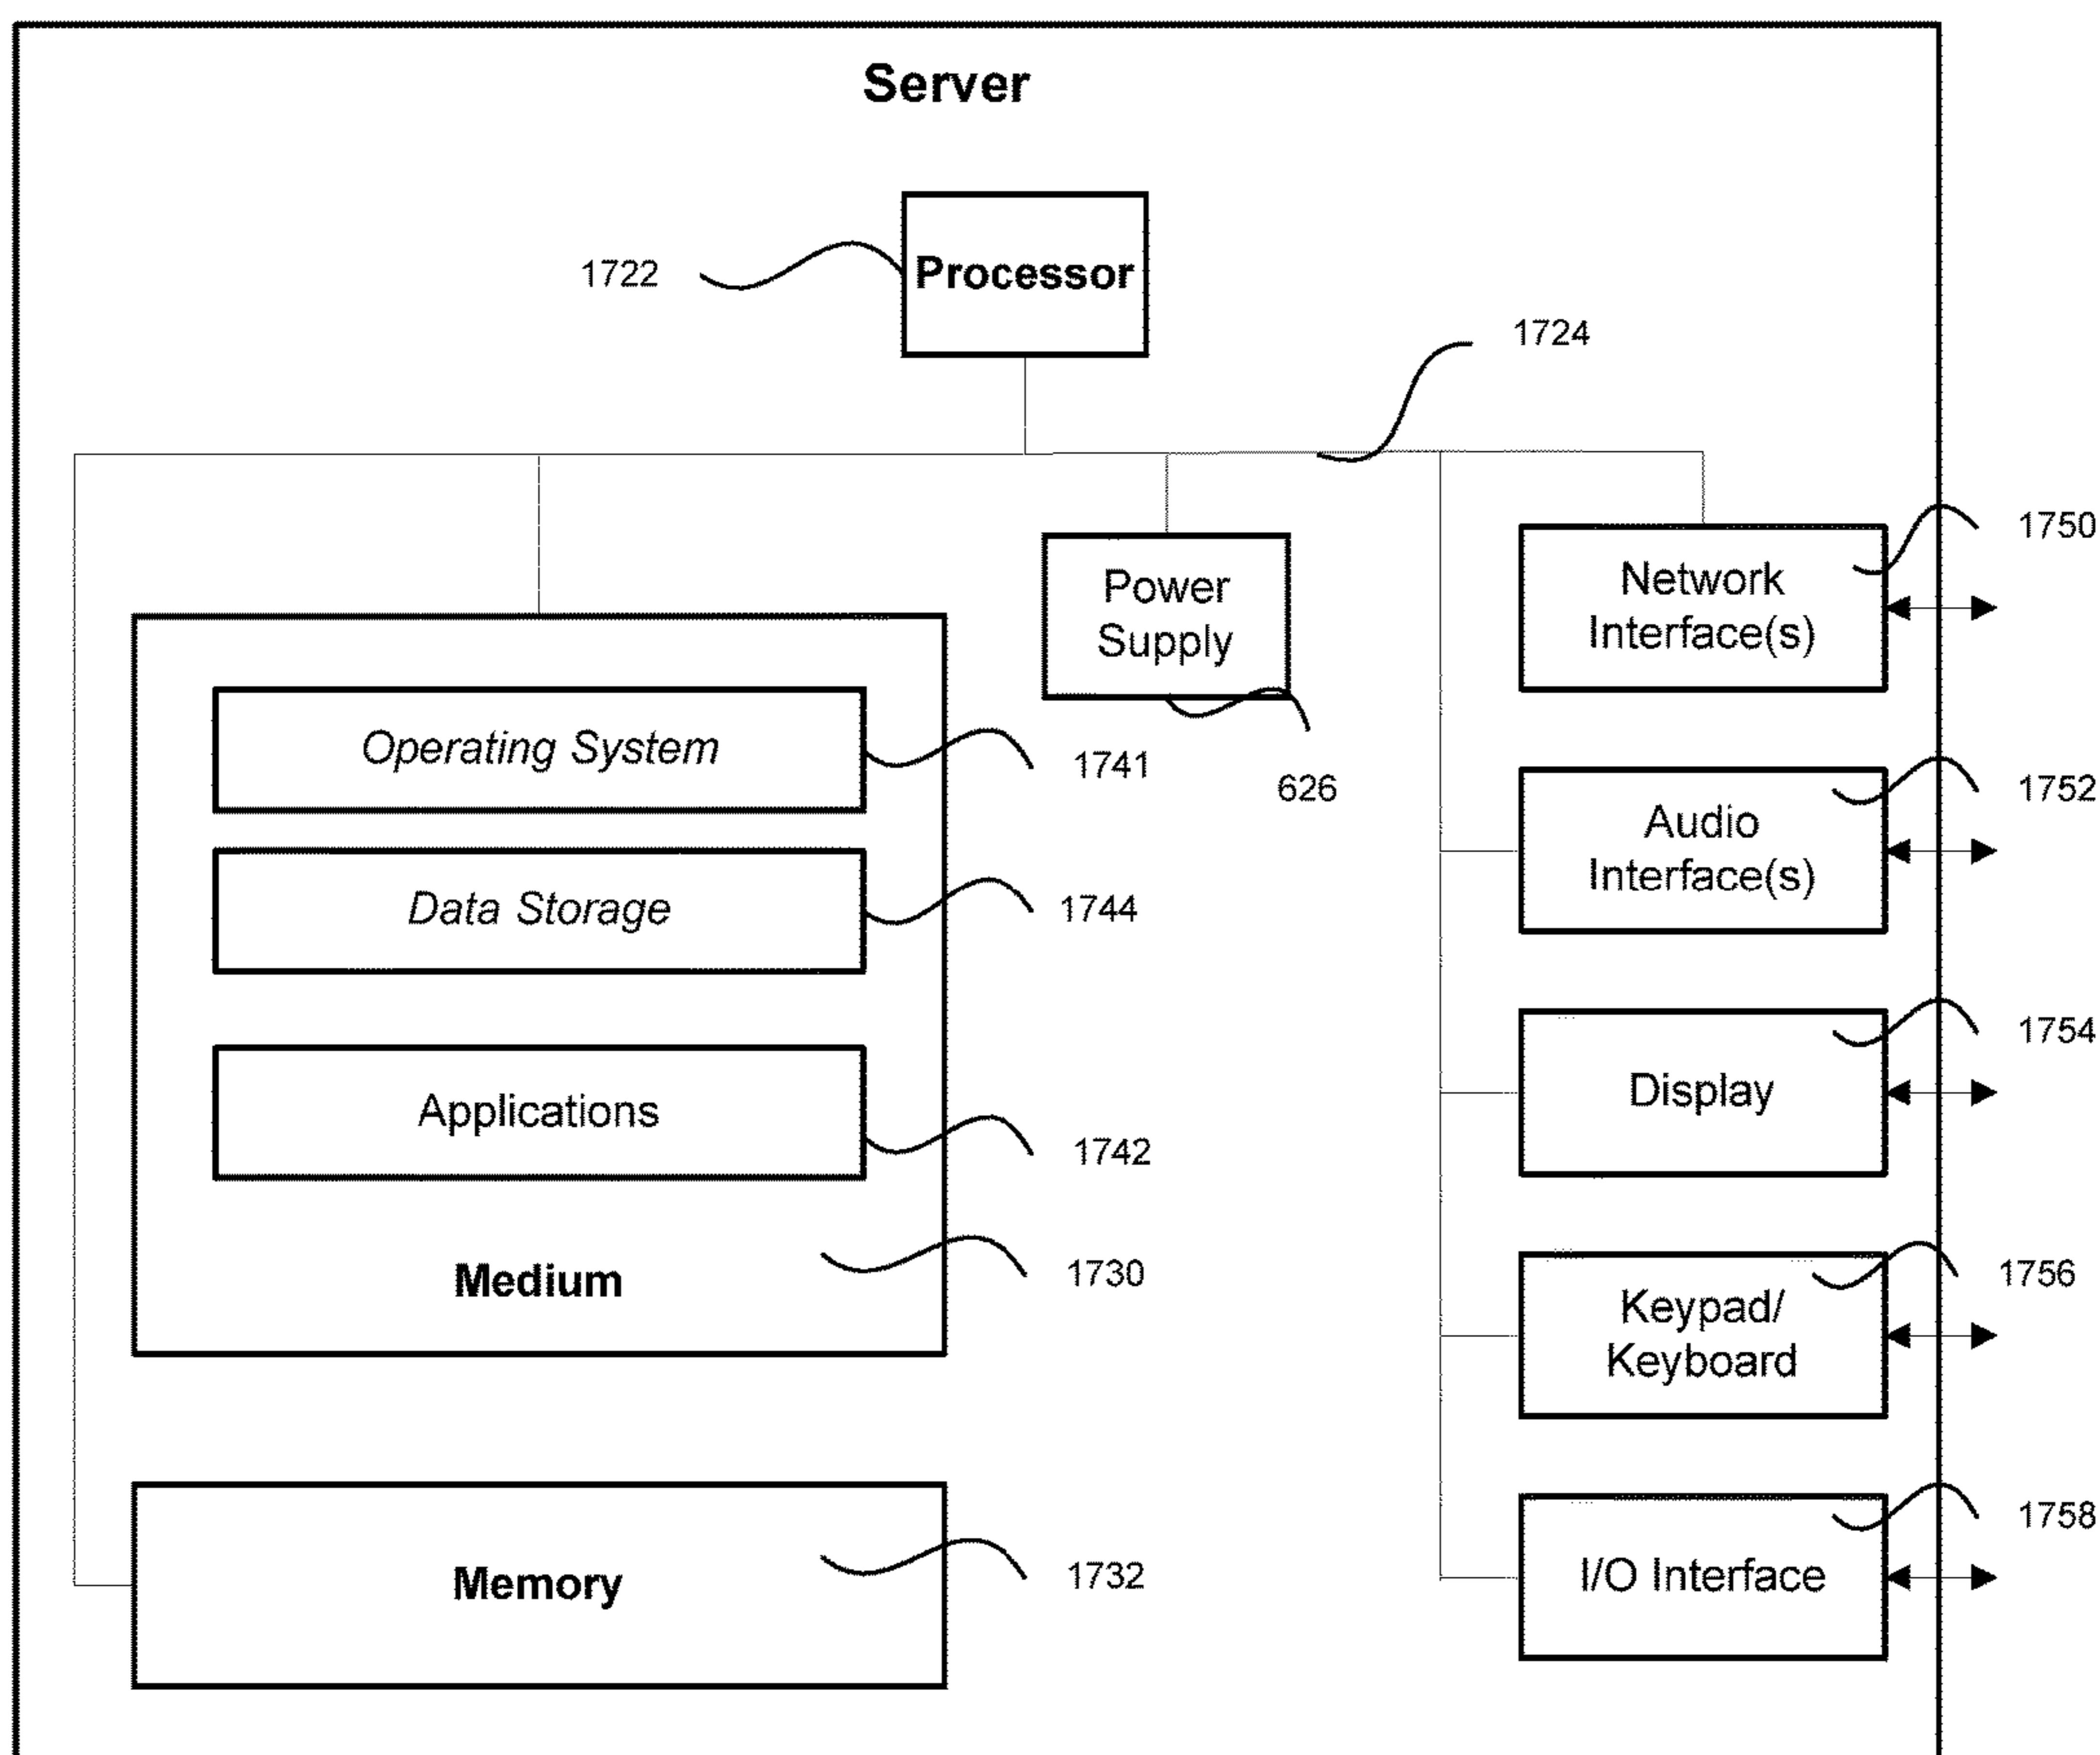 Server
Processor
1722
1724
Power
Supply
626
Network
Interface(s)
1750
Operating System
1741
Audio
Interface(s)
1752
Data Storage
1744
Display
1754
Applications
1742
Medium
1730
Keypad/
Keyboard
1756
Memory
1732
I/O Interface
1758